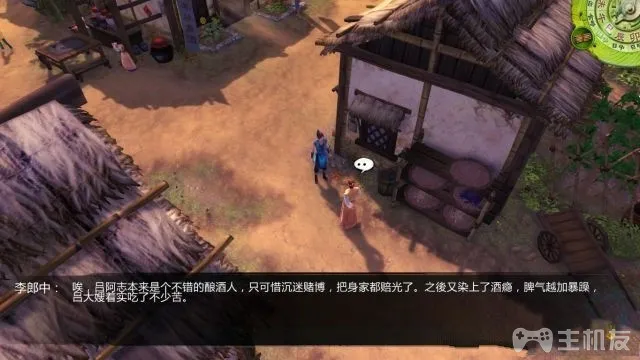 李郎中： 唉，吕阿志本来是个不错的酿酒人，只可惜沉迷赌博，把身家都赔光了。之後又染上了酒瘾，脾气越加暴躁，
吕大嫂着实吃了不少苦。
主机友